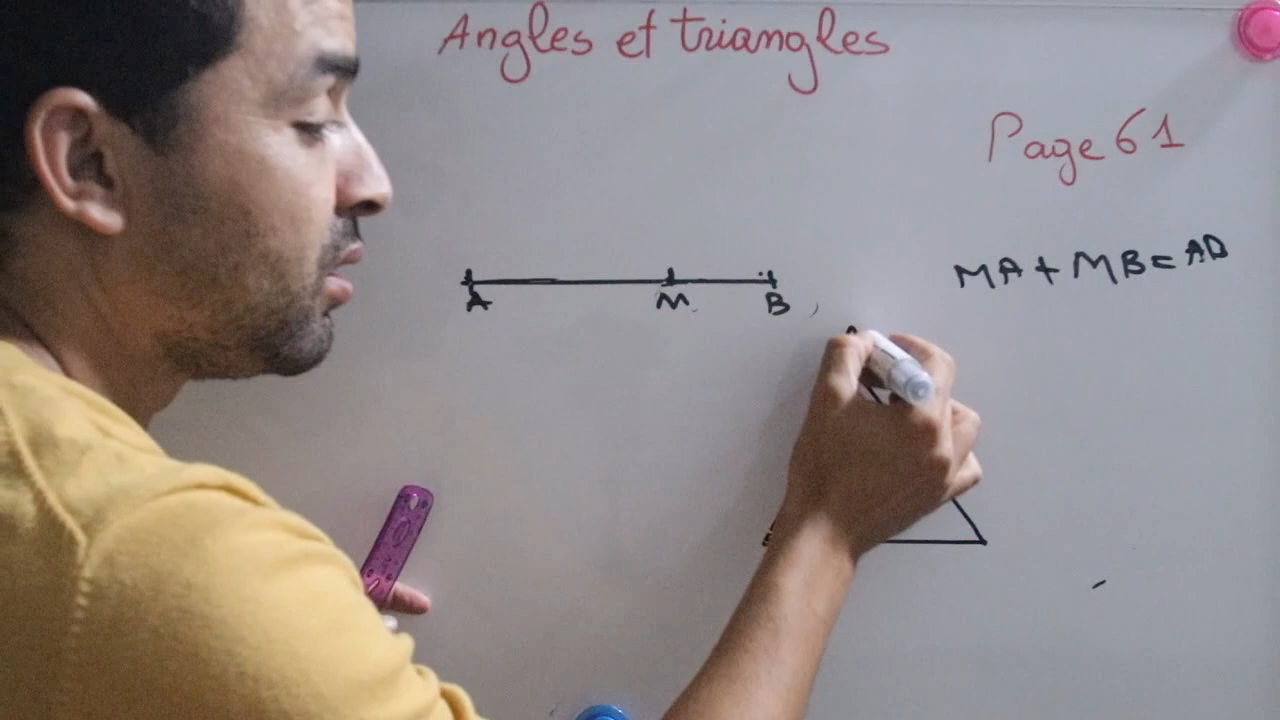 Angles et triangles
Page 61
MA + MB = AB
A M B
A